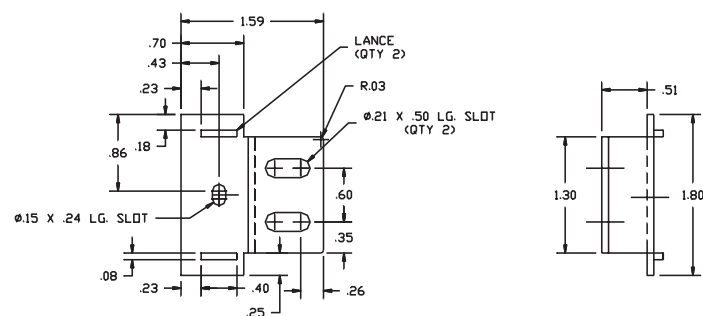 1.59
.70
LANCE
(QTY 2)
.43
.23
R.03
.51
Ø.21 X .50 LG. SLOT
(QTY 2)
.18
.86
.60
1.30
1.80
Ø.15 X .24 LG. SLOT
.35
.08
.23
.40
.26
.25